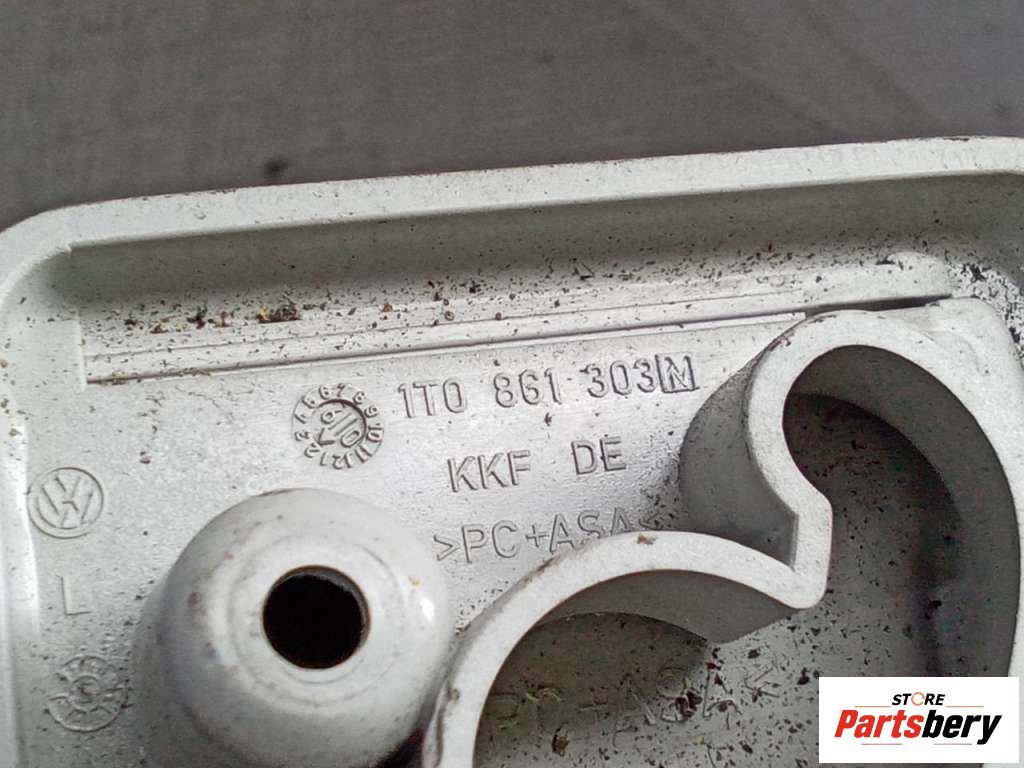 1T0 861 303 N
KKF DE
>PC+ASA<
L
STORE
Partsbery